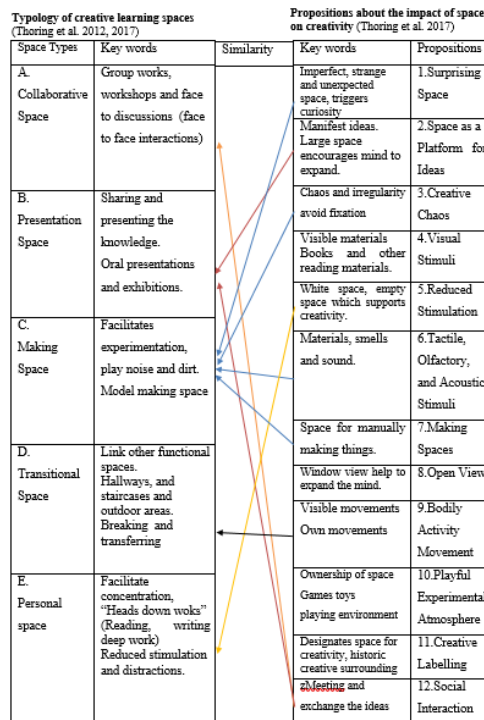 Typology of creative learning spaces
(Thoring et al. 2012, 2017)
Space Types
Key words
Similarity
A.
Collaborative
Space
Group works,
workshops and face
to discussions (face
to face interactions)
B.
Presentation
Space
Sharing and
presenting the
knowledge.
Oral presentations
and exhibitions.
C.
Making
Space
Facilitates
experimentation,
play noise and dirt.
Model making space
D.
Transitional
Space
Link other functional
spaces.
Hallways, and
staircases and
outdoor areas.
Breaking and
transferring
E.
Personal
space
Facilitate
concentration,
“Heads down woks”
(Reading, writing
deep work)
Reduced stimulation
and distractions.
Propositions about the impact of space
on creativity (Thoring et al. 2017)
Key words
Propositions
Imperfect, strange
and unexpected
space, triggers
curiosity
1.Surprising
Space
Manifest ideas.
Large space
encourages mind to
expand.
2.Space as a
Platform for
Ideas
Chaos and irregularity
avoid fixation
3.Creative
Chaos
Visible materials
Books and other
reading materials.
4.Visual
Stimuli
White space, empty
space which supports
creativity.
5.Reduced
Stimulation
Materials, smells
and sound.
6.Tactile,
Olfactory,
and Acoustic
Stimuli
Space for manually
making things.
7.Making
Spaces
Window view help to
expand the mind.
8.Open View
Visible movements
Own movements
9.Bodily
Activity
Movement
Ownership of space
Games toys
playing environment
10.Playful
Experimental
Atmosphere
Designates space for
creativity, historic
creative surrounding
11.Creative
Labelling
zMeeting and
exchange the ideas
12.Social
Interaction